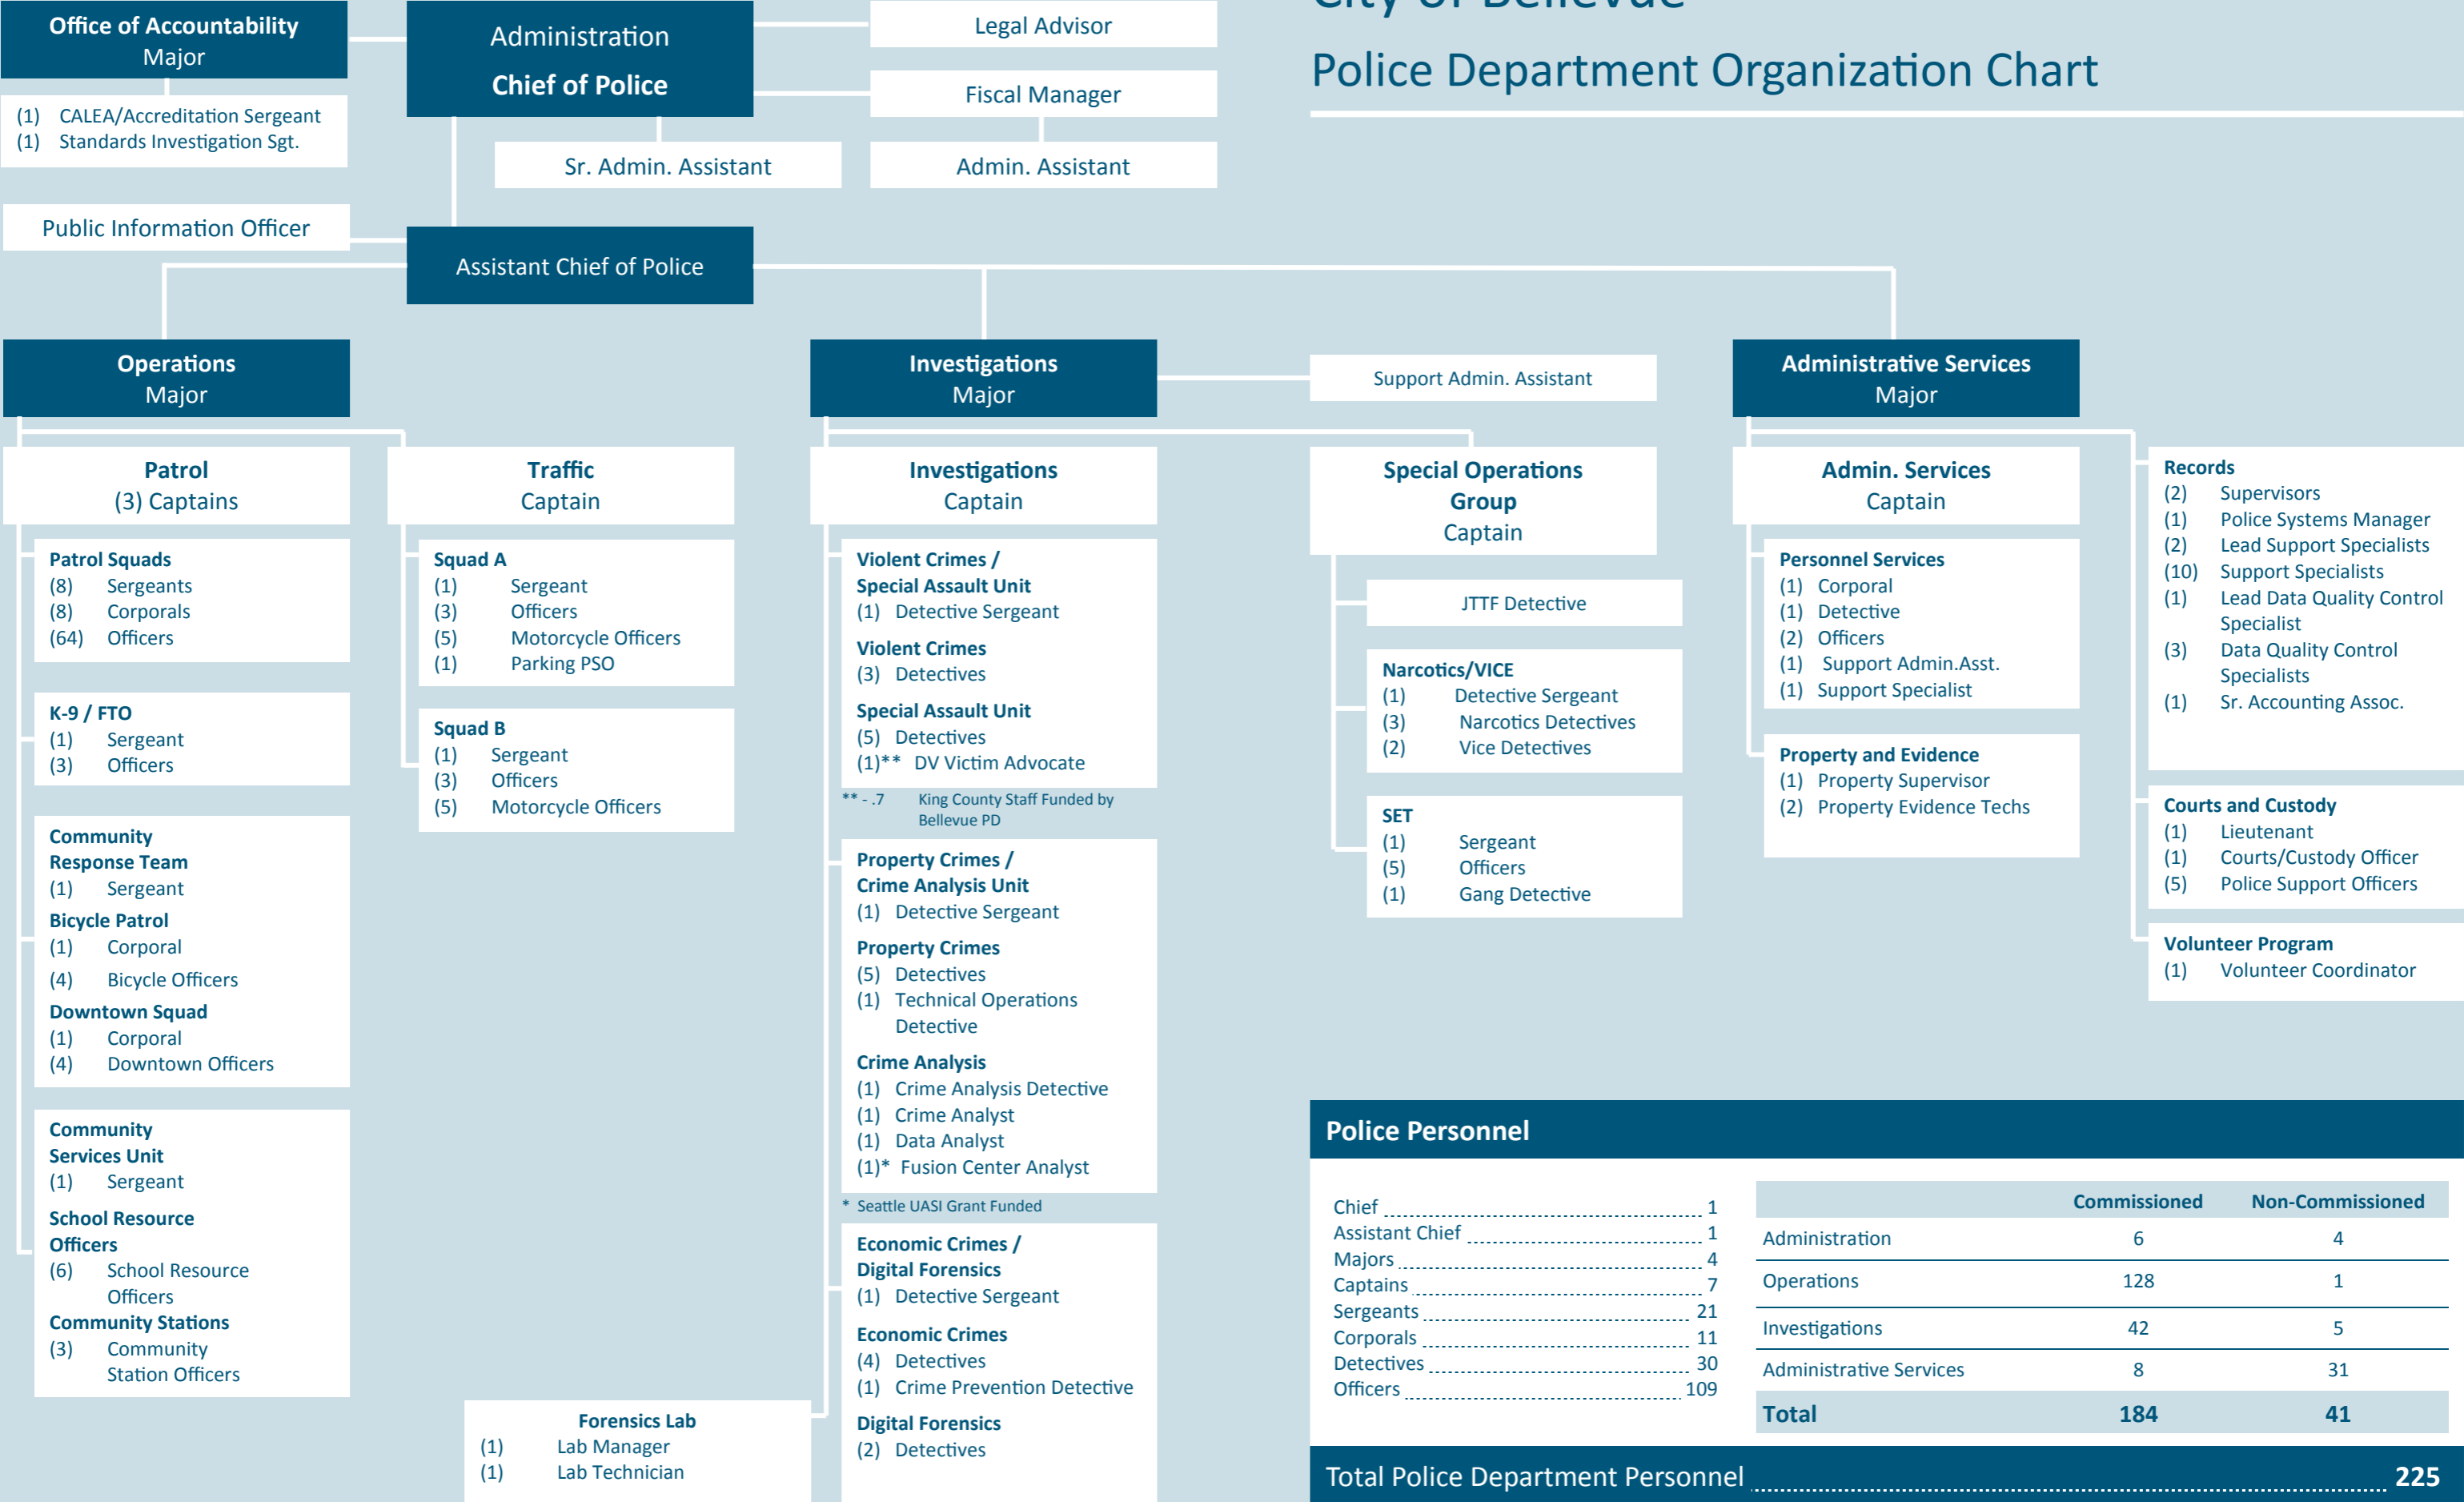 Office of Accountability
Major
(1) CALEA/Accreditation Sergeant
(1) Standards Investigation Sgt.
Public Information Officer
Administration
Chief of Police
Sr. Admin. Assistant
Legal Advisor
Fiscal Manager
Admin. Assistant
City of Bellevue
Police Department Organization Chart
Assistant Chief of Police
Operations
Major
Patrol
(3) Captains
Patrol Squads
(8) Sergeants
(8) Corporals
(64) Officers
K-9 / FTO
(1) Sergeant
(3) Officers
Community
Response Team
(1) Sergeant
Bicycle Patrol
(1) Corporal
(4) Bicycle Officers
Downtown Squad
(1) Corporal
(4) Downtown Officers
Community
Services Unit
(1) Sergeant
School Resource
Officers
(6) School Resource
Officers
Community Stations
(3) Community
Station Officers
Traffic
Captain
Squad A
(1) Sergeant
(3) Officers
(5) Motorcycle Officers
(1) Parking PSO
Squad B
(1) Sergeant
(3) Officers
(5) Motorcycle Officers
Investigations
Major
Support Admin. Assistant
Investigations
Captain
Violent Crimes /
Special Assault Unit
(1) Detective Sergeant
Violent Crimes
(3) Detectives
Special Assault Unit
(5) Detectives
(1)** DV Victim Advocate
** - .7 King County Staff Funded by
Bellevue PD
Property Crimes /
Crime Analysis Unit
(1) Detective Sergeant
Property Crimes
(5) Detectives
(1) Technical Operations
Detective
Crime Analysis
(1) Crime Analysis Detective
(1) Crime Analyst
(1) Data Analyst
(1)* Fusion Center Analyst
* Seattle UASI Grant Funded
Economic Crimes /
Digital Forensics
(1) Detective Sergeant
Economic Crimes
(4) Detectives
(1) Crime Prevention Detective
Digital Forensics
(2) Detectives
Forensics Lab
(1) Lab Manager
(1) Lab Technician
Special Operations
Group
Captain
JTTF Detective
Narcotics/VICE
(1) Detective Sergeant
(3) Narcotics Detectives
(2) Vice Detectives
SET
(1) Sergeant
(5) Officers
(1) Gang Detective
Administrative Services
Major
Admin. Services
Captain
Personnel Services
(1) Corporal
(1) Detective
(2) Officers
(1) Support Admin.Asst.
(1) Support Specialist
Property and Evidence
(1) Property Supervisor
(2) Property Evidence Techs
Records
(2) Supervisors
(1) Police Systems Manager
(2) Lead Support Specialists
(10) Support Specialists
(1) Lead Data Quality Control
Specialist
(3) Data Quality Control
Specialists
(1) Sr. Accounting Assoc.
Courts and Custody
(1) Lieutenant
(1) Courts/Custody Officer
(5) Police Support Officers
Volunteer Program
(1) Volunteer Coordinator
Police Personnel
Chief 1
Assistant Chief 1
Majors 4
Captains 7
Sergeants 21
Corporals 11
Detectives 30
Officers 109
Commissioned Non-Commissioned
Administration 6 4
Operations 128 1
Investigations 42 5
Administrative Services 8 31
Total 184 41
Total Police Department Personnel 225